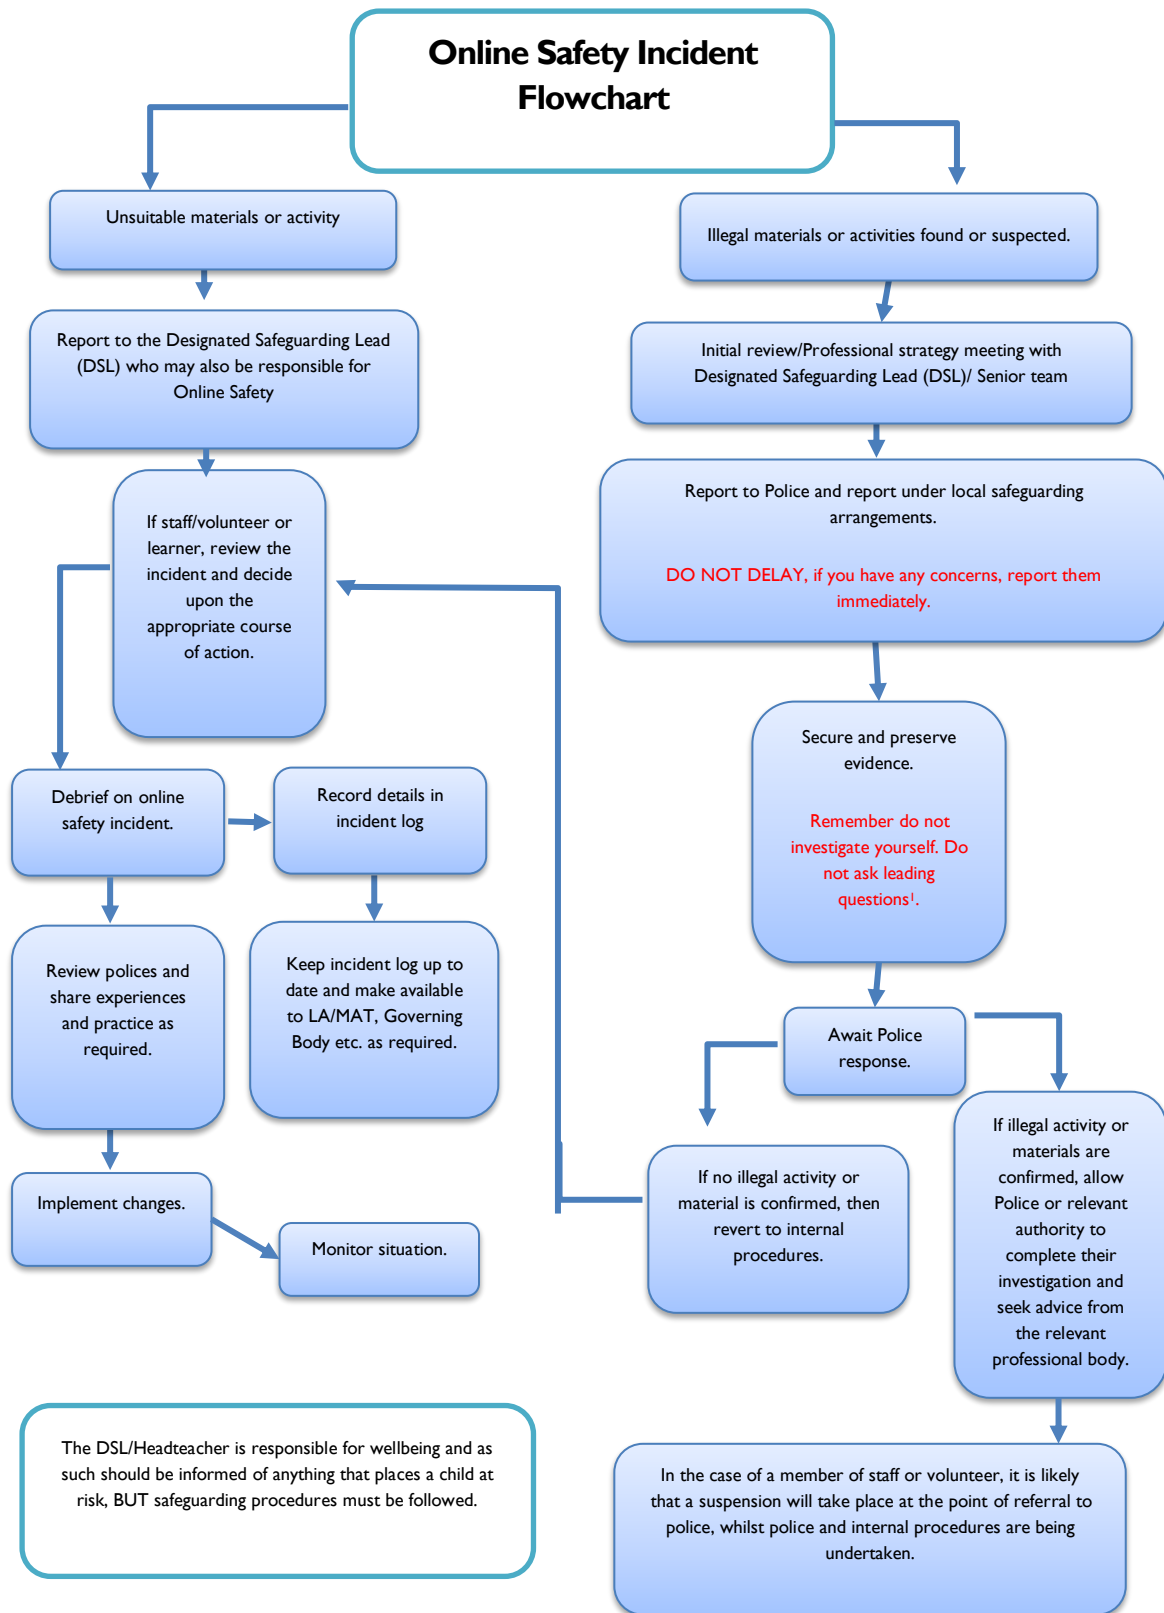 Online Safety Incident
Flowchart
Unsuitable materials or activity
Report to the Designated Safeguarding Lead
(DSL) who may also be responsible for
Online Safety
If staff/volunteer or
learner, review the
incident and decide
upon the
appropriate course
of action.
Debrief on online
safety incident.
Record details in
incident log
Review polices and
share experiences
and practice as
required.
Keep incident log up to
date and make available
to LA/MAT, Governing
Body etc. as required.
Implement changes.
Monitor situation.
Illegal materials or activities found or suspected.
Initial review/Professional strategy meeting with
Designated Safeguarding Lead (DSL)/ Senior team
Report to Police and report under local safeguarding
arrangements.
DO NOT DELAY, if you have any concerns, report them
immediately.
Secure and preserve
evidence.
Remember do not
investigate yourself. Do
not ask leading
questions¹.
Await Police
response.
If no illegal activity or
material is confirmed, then
revert to internal
procedures.
If illegal activity or
materials are
confirmed, allow
Police or relevant
authority to
complete their
investigation and
seek advice from
the relevant
professional body.
In the case of a member of staff or volunteer, it is likely
that a suspension will take place at the point of referral to
police, whilst police and internal procedures are being
undertaken.
The DSL/Headteacher is responsible for wellbeing and as
such should be informed of anything that places a child at
risk, BUT safeguarding procedures must be followed.